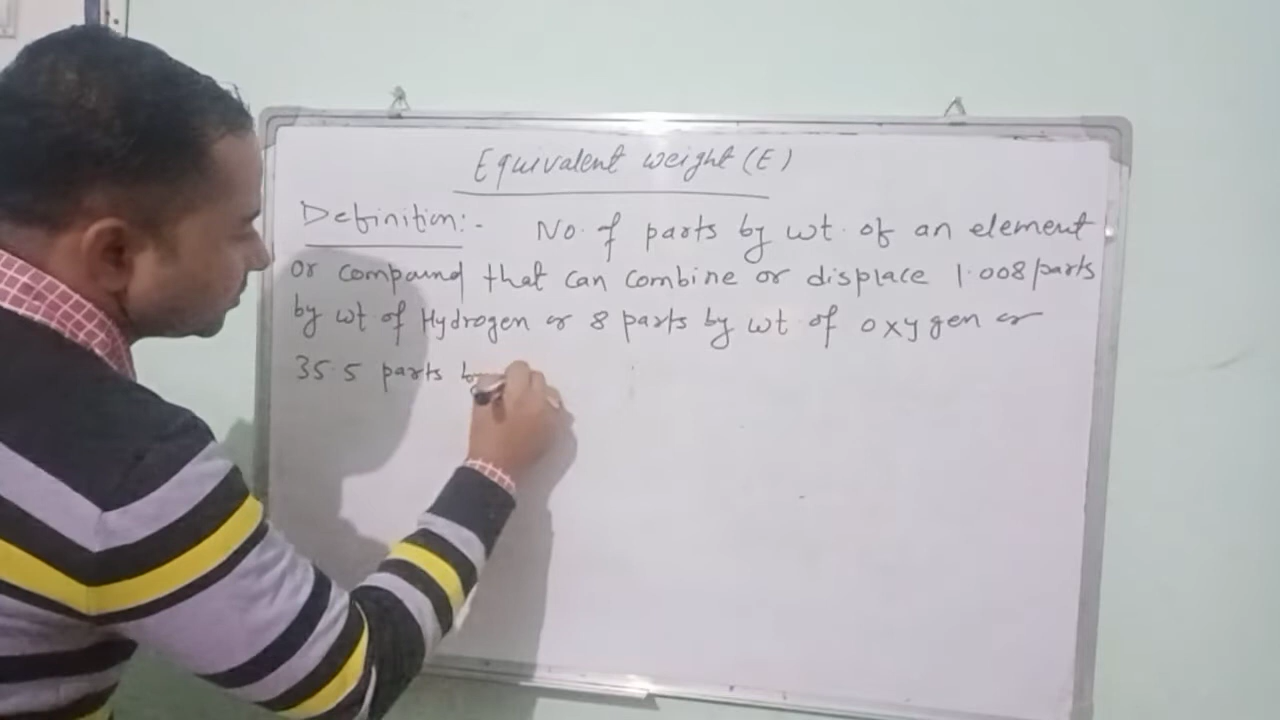 Equivalent weight (E)
Definition:- No. of parts by wt. of an element
or compound that can combine or displace 1.008 parts
by wt. of Hydrogen or 8 parts by wt of oxygen or
35.5 parts